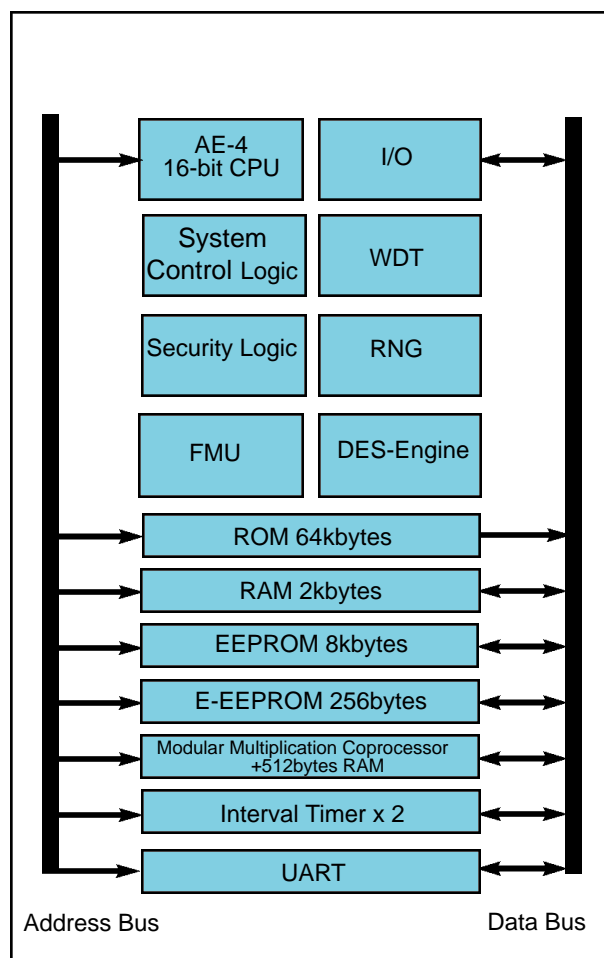 AE-4
16-bit CPU
I/O
System
Control Logic
WDT
Security Logic
RNG
FMU
DES-Engine
ROM 64kbytes
RAM 2kbytes
EEPROM 8kbytes
E-EEPROM 256bytes
Modular Multiplication Coprocessor
+512bytes RAM
Interval Timer x 2
UART
Address Bus
Data Bus